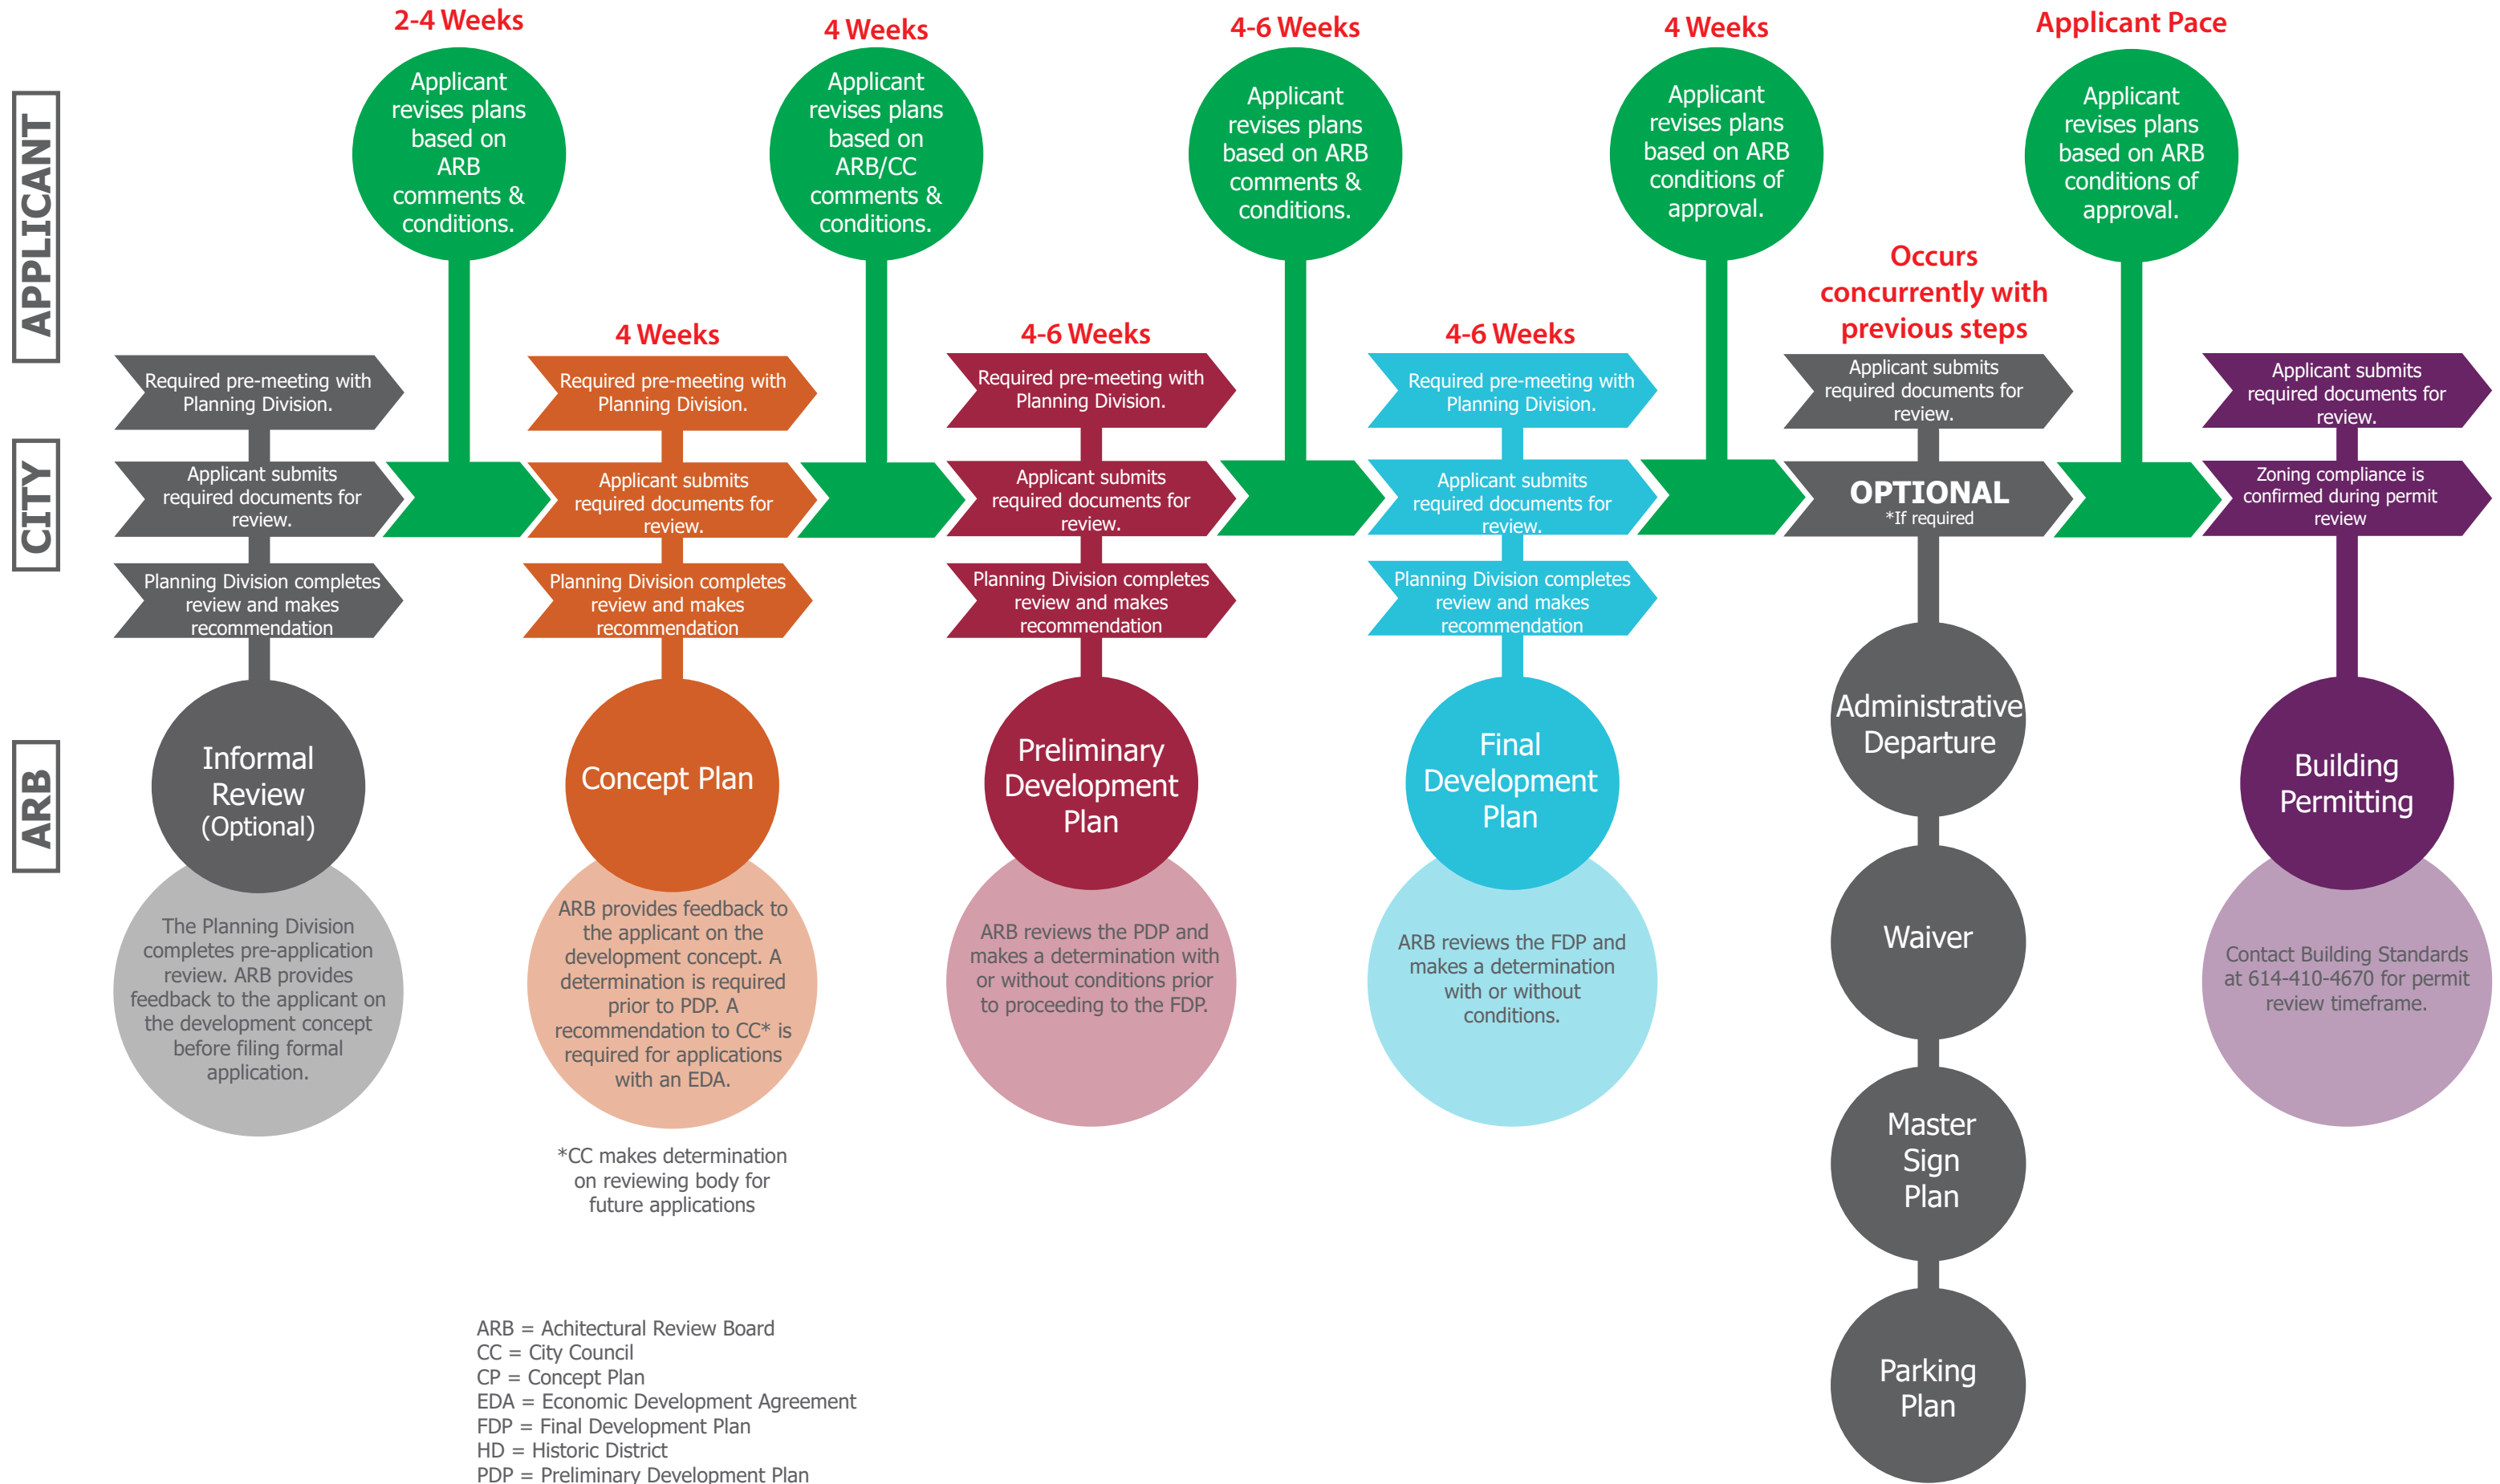 2-4 Weeks
4 Weeks
4-6 Weeks
4 Weeks
Applicant Pace
APPLICANT
Applicant
revises plans
based on
ARB
comments &
conditions.
Applicant
revises plans
based on
ARB/CC
comments &
conditions.
Applicant
revises plans
based on ARB
comments &
conditions.
Applicant
revises plans
based on ARB
conditions of
approval.
Applicant
revises plans
based on ARB
conditions of
approval.
4 Weeks
4-6 Weeks
4-6 Weeks
Occurs
concurrently with
previous steps
Required pre-meeting with
Planning Division.
Required pre-meeting with
Planning Division.
Required pre-meeting with
Planning Division.
Required pre-meeting with
Planning Division.
Applicant submits
required documents for
review.
Applicant submits
required documents for
review.
CITY
Applicant submits
required documents for
review.
Applicant submits
required documents for
review.
Applicant submits
required documents for
review.
Applicant submits
required documents for
review.
OPTIONAL
*If required
Zoning compliance is
confirmed during permit
review
Planning Division completes
review and makes
recommendation
Planning Division completes
review and makes
recommendation
Planning Division completes
review and makes
recommendation
Planning Division completes
review and makes
recommendation
ARB
Informal
Review
(Optional)
Concept Plan
Preliminary
Development
Plan
Final
Development
Plan
Administrative
Departure
Building
Permitting
The Planning Division
completes pre-application
review. ARB provides
feedback to the applicant on
the development concept
before filing formal
application.
ARB provides feedback to
the applicant on the
development concept. A
determination is required
prior to PDP. A
recommendation to CC* is
required for applications
with an EDA.
ARB reviews the PDP and
makes a determination with
or without conditions prior
to proceeding to the FDP.
ARB reviews the FDP and
makes a determination
with or without
conditions.
Waiver
Contact Building Standards
at 614-410-4670 for permit
review timeframe.
*CC makes determination
on reviewing body for
future applications
Master
Sign
Plan
Parking
Plan
ARB = Achitectural Review Board
CC = City Council
CP = Concept Plan
EDA = Economic Development Agreement
FDP = Final Development Plan
HD = Historic District
PDP = Preliminary Development Plan